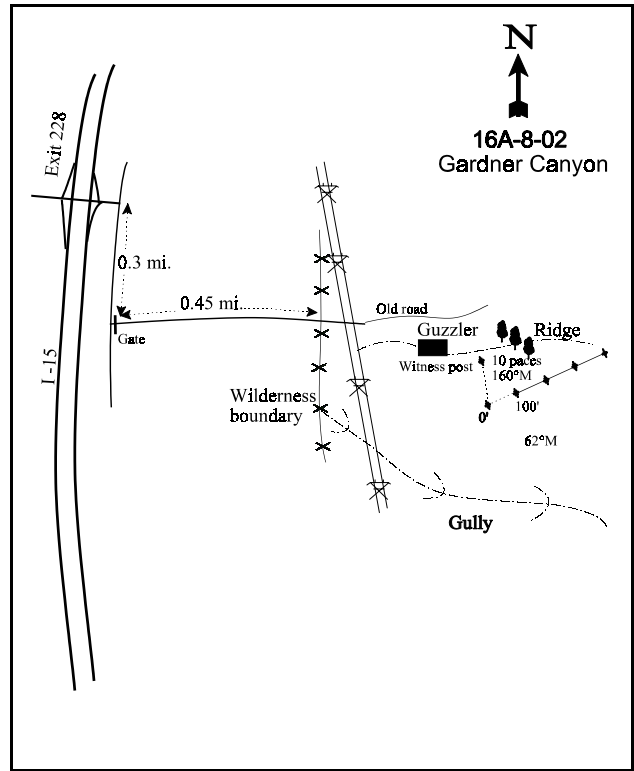 N
16A-8-02
Gardner Canyon
Exit 228
0.3 mi.
0.45 mi.
Old road
Gate
Guzzler
Ridge
Witness post
10 paces
160°M
I -15
Wilderness
boundary
0'
100'
62°M
Gully